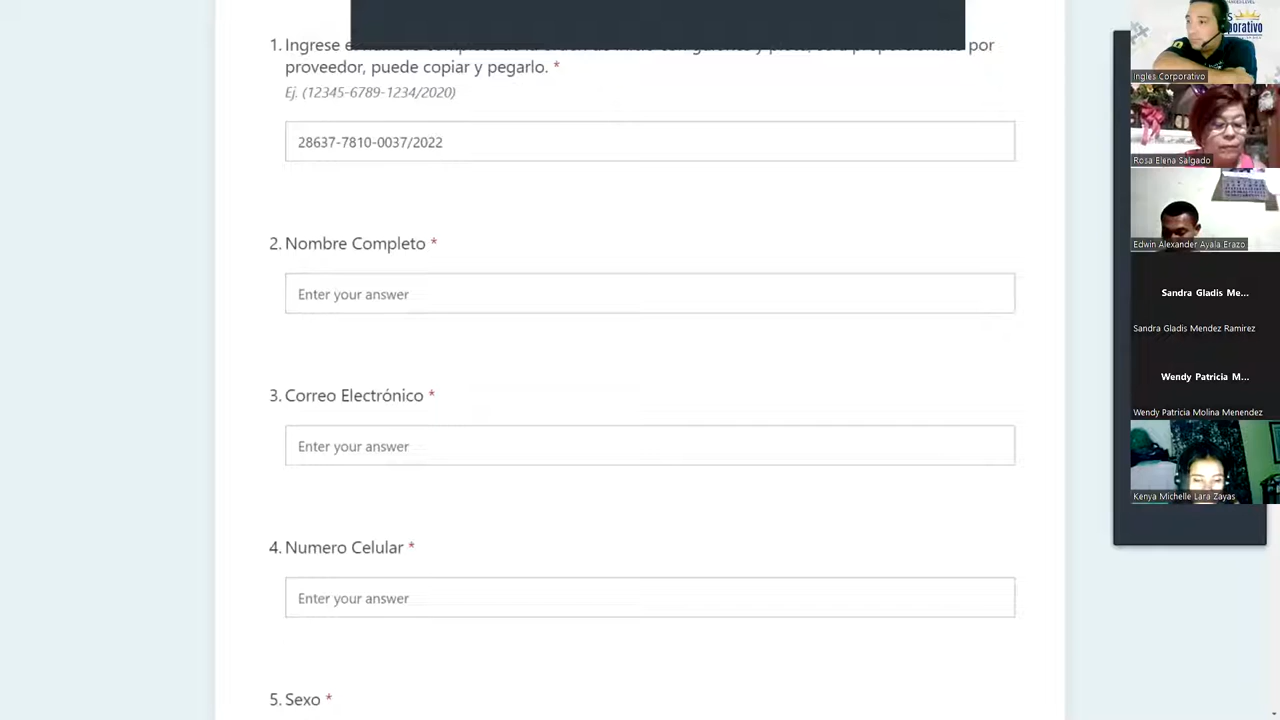 1. Ingrese por
proveedor, puede copiar y pegarlo. *
Ej. (12345-6789-1234/2020)
28637-7810-0037/2022
2. Nombre Completo *
Enter your answer
3. Correo Electrónico *
Enter your answer
4. Numero Celular *
Enter your answer
5. Sexo *
Ingles Corporativo
Rosa Elena Salgado
Edwin Alexander Ayala Erazo
Sandra Gladis Me...
Sandra Gladis Mendez Ramirez
Wendy Patricia M...
Wendy Patricia Molina Menendez
Kenya Michelle Lara Zayas